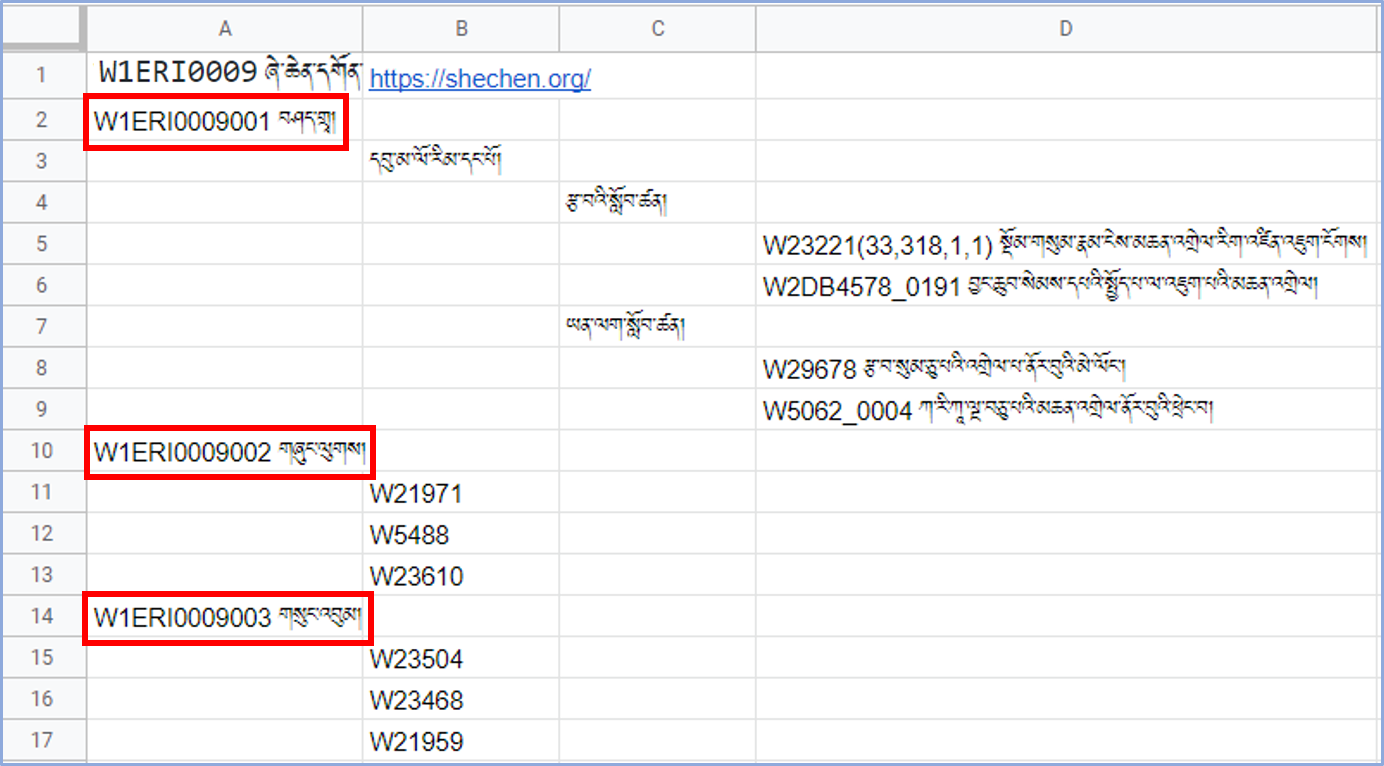 A B C D
1 W1ERI0009 ཞེ་ཆེན་དགོན་ https://shechen.org/
2 W1ERI0009001 བཤད་གྲྭ།
3 དབུ་མ་ལོ་རིམ་དང་པོ།
4 རྩ་བའི་སློབ་ཚན།
5 W23221(33,318,1,1) སྡོམ་གསུམ་རྣམ་ངེས་མཆན་འགྲེལ་རིག་འཛིན་འཇུག་ངོགས།
6 W2DB4578_0191 བྱང་ཆུབ་སེམས་དཔའི་སྤྱོད་པ་ལ་འཇུག་པའི་མཆན་འགྲེལ།
7 ཡན་ལག་སློབ་ཚན།
8 W29678 རྩ་བ་སུམ་ཅུ་པའི་འགྲེལ་པ་ནོར་བུའི་མེ་ལོང་།
9 W5062_0004 ཀ་རི་ཀཱ་ལྔ་བཅུ་པའི་མཆན་འགྲེལ་ནོར་བུའི་ཕྲེང་བ།
10 W1ERI0009002 གཞུང་ལུགས།
11 W21971
12 W5488
13 W23610
14 W1ERI0009003 གསུང་འབུམ།
15 W23504
16 W23468
17 W21959